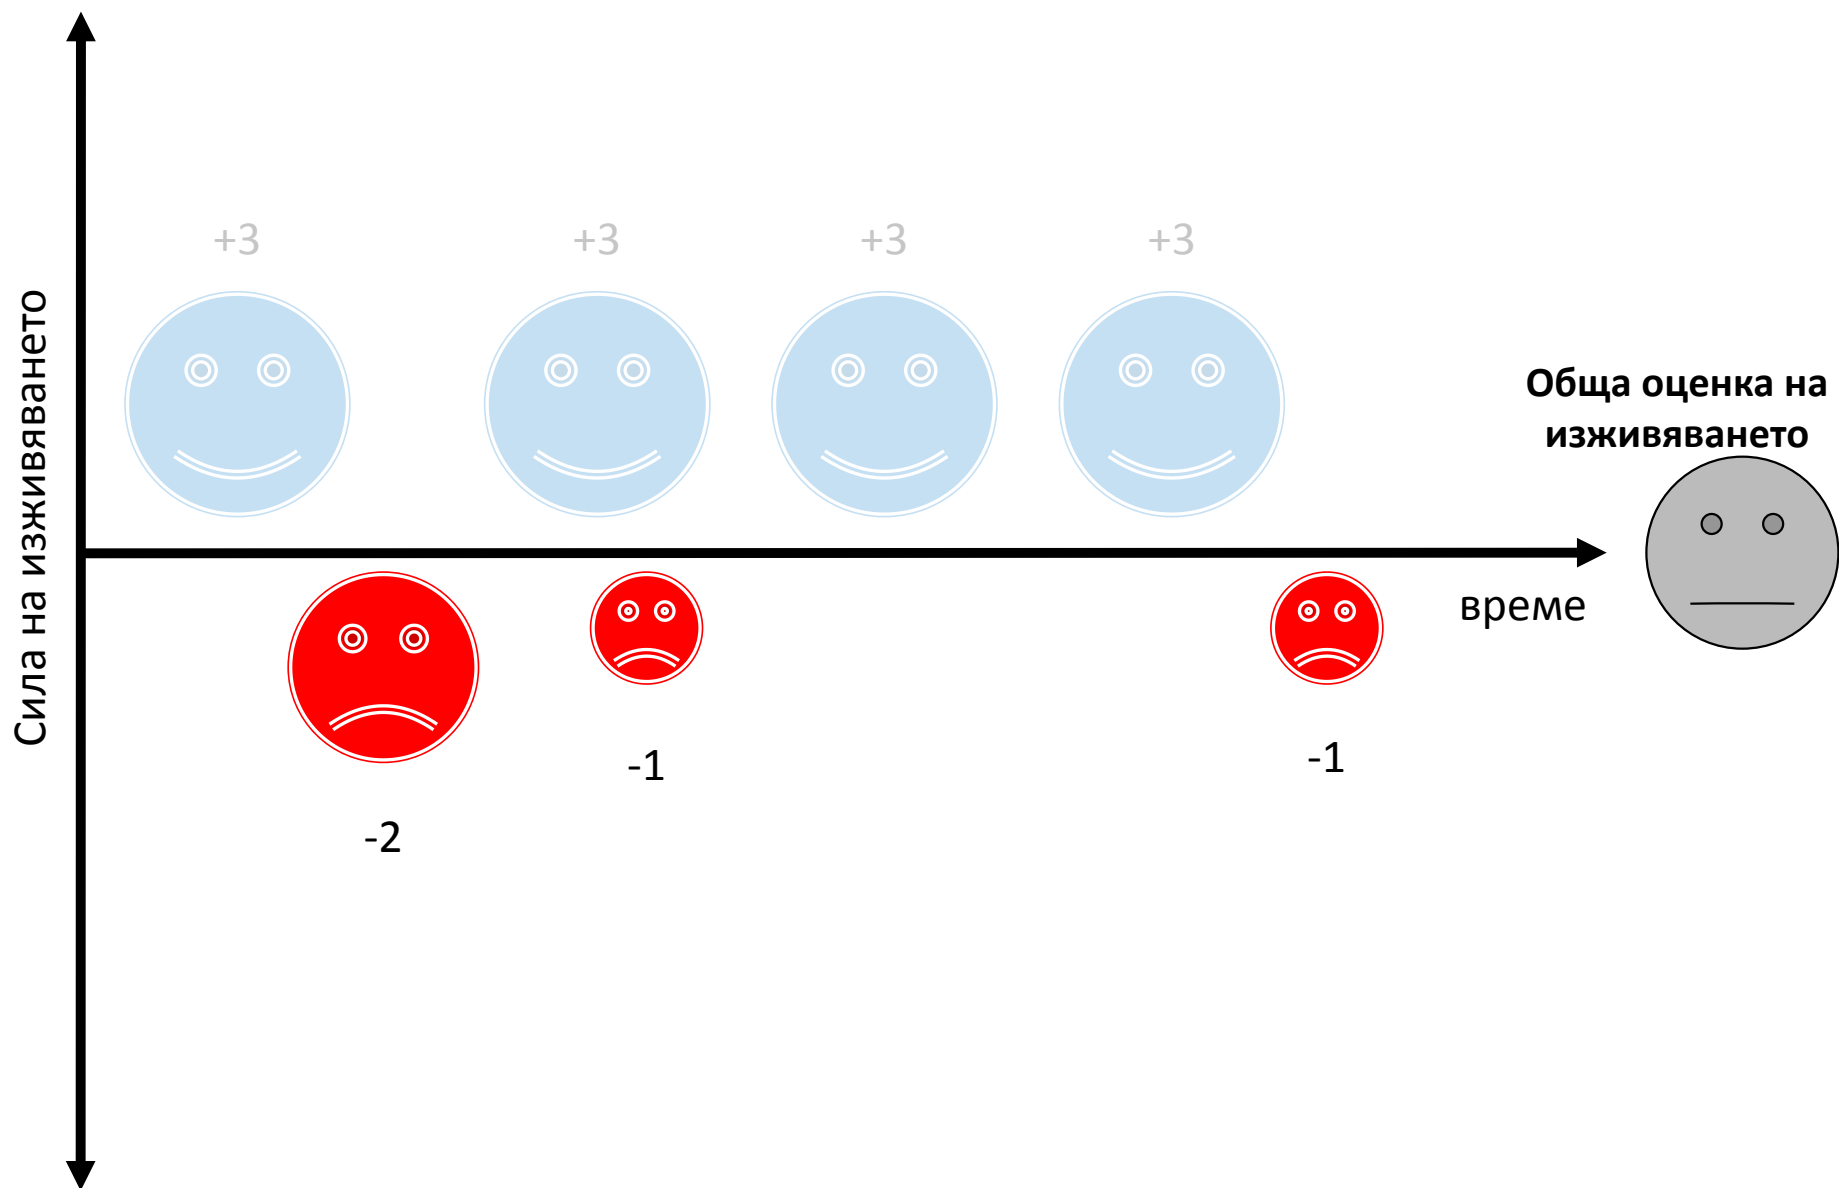 +3
+3
+3
+3
Сила на изживяването
Обща оценка на
изживяването
време
-1
-1
-2